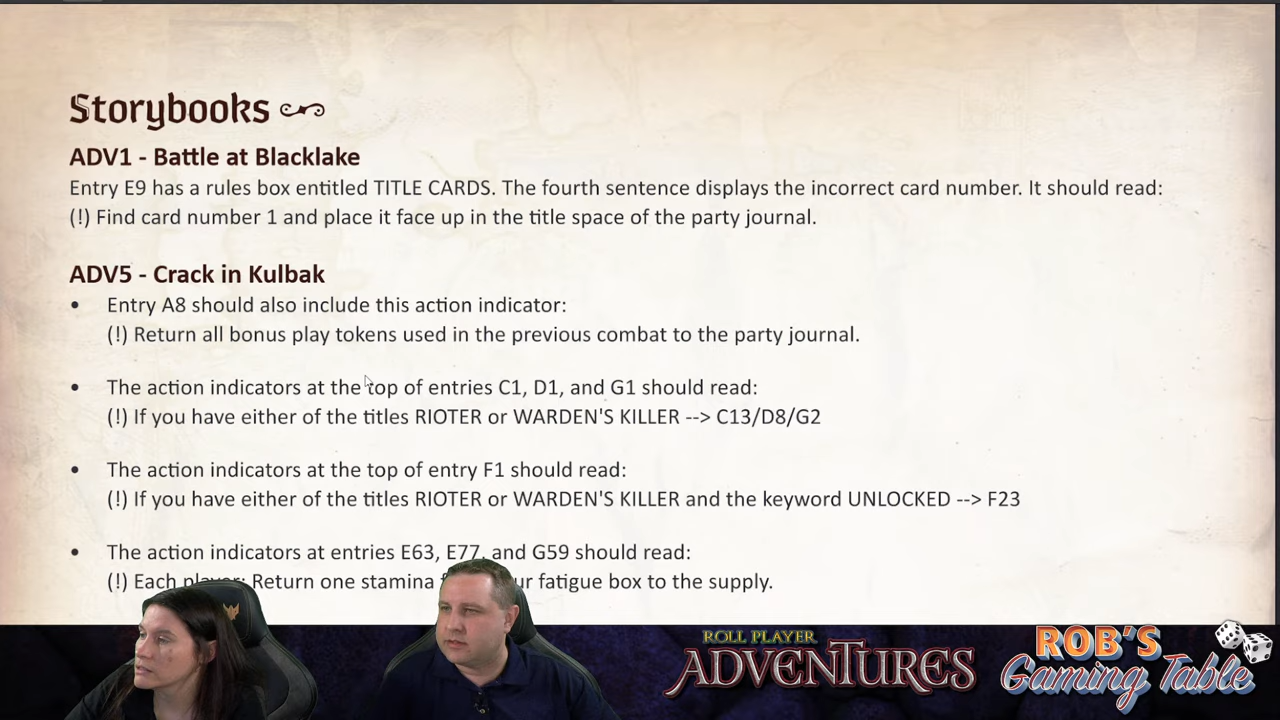 Storybooks
ADV1 - Battle at Blacklake
Entry E9 has a rules box entitled TITLE CARDS. The fourth sentence displays the incorrect card number. It should read:
(!) Find card number 1 and place it face up in the title space of the party journal.
ADV5 - Crack in Kulbak
• Entry A8 should also include this action indicator:
(!) Return all bonus play tokens used in the previous combat to the party journal.
• The action indicators at the top of entries C1, D1, and G1 should read:
(!) If you have either of the titles RIOTER or WARDEN'S KILLER --> C13/D8/G2
• The action indicators at the top of entry F1 should read:
(!) If you have either of the titles RIOTER or WARDEN'S KILLER and the keyword UNLOCKED --> F23
• The action indicators at entries E63, E77, and G59 should read:
(!) Each player: Return one stamina fatigue box to the supply.
ROLL PLAYER
ADVENTURES
ROB'S
Gaming Table